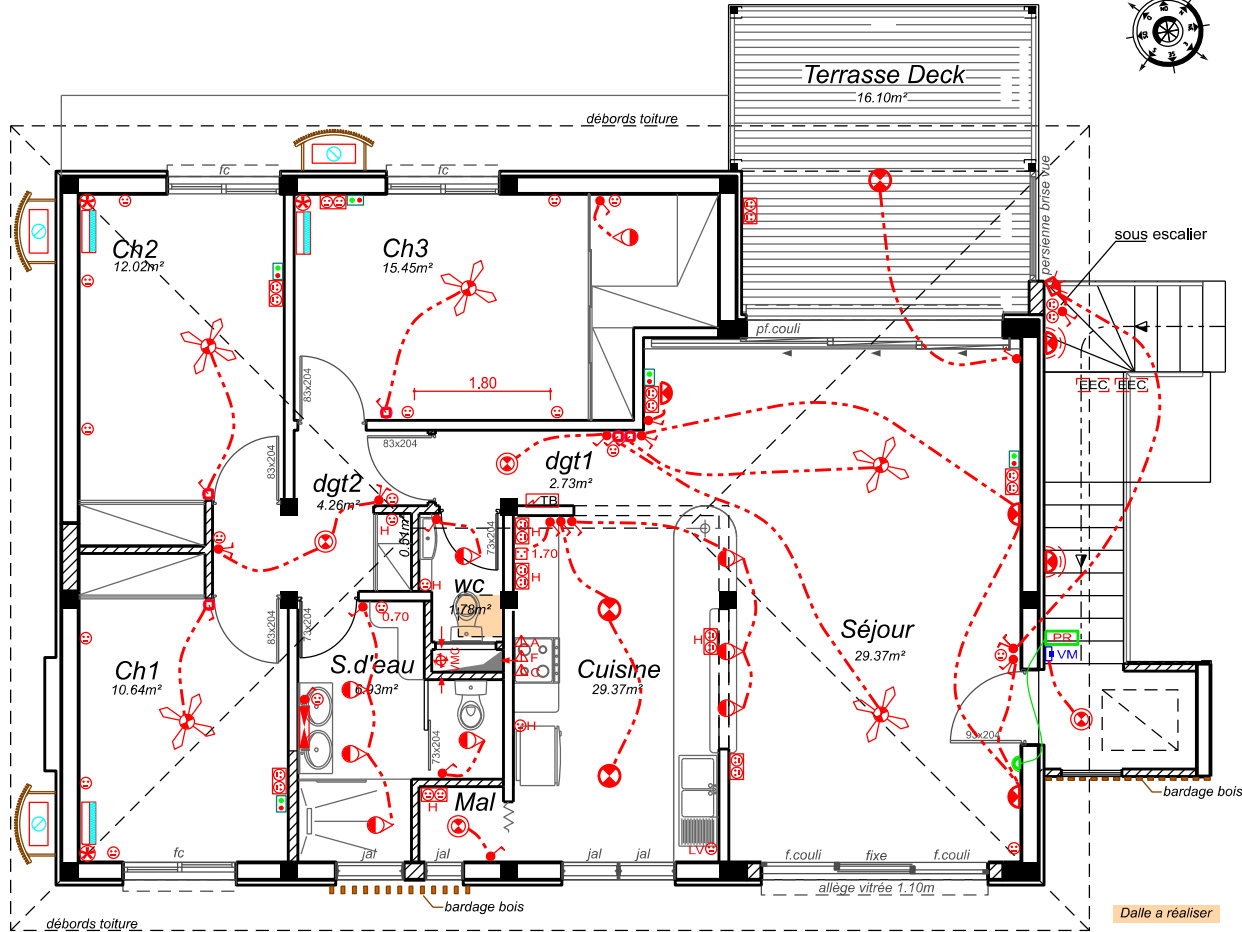 Terrasse Deck
16.10m²
débords toiture
fc
fc
persienne brise vue
sous escalier
Ch2
12.02m²
Ch3
15.45m²
pf.couli
1.80
83x204
83x204
83x204
EEC
EEC
dgt1
2.73m²
dgt2
4.26m²
TB
H
0.51m²
73x204
1.70
H
H
wc
1.78m²
0.70
83x204
73x204
H
Séjour
29.37m²
PR
VM
Ch1
10.64m²
S.d'eau
6.93m²
VMC
A
F
C
Cuisine
29.37m²
H
73x204
93x204
H
Mal
LV
fc
jal
jal
jal
jal
f.couli
fixe
f.couli
allège vitrée 1.10m
bardage bois
bardage bois
débords toiture
Dalle a réaliser